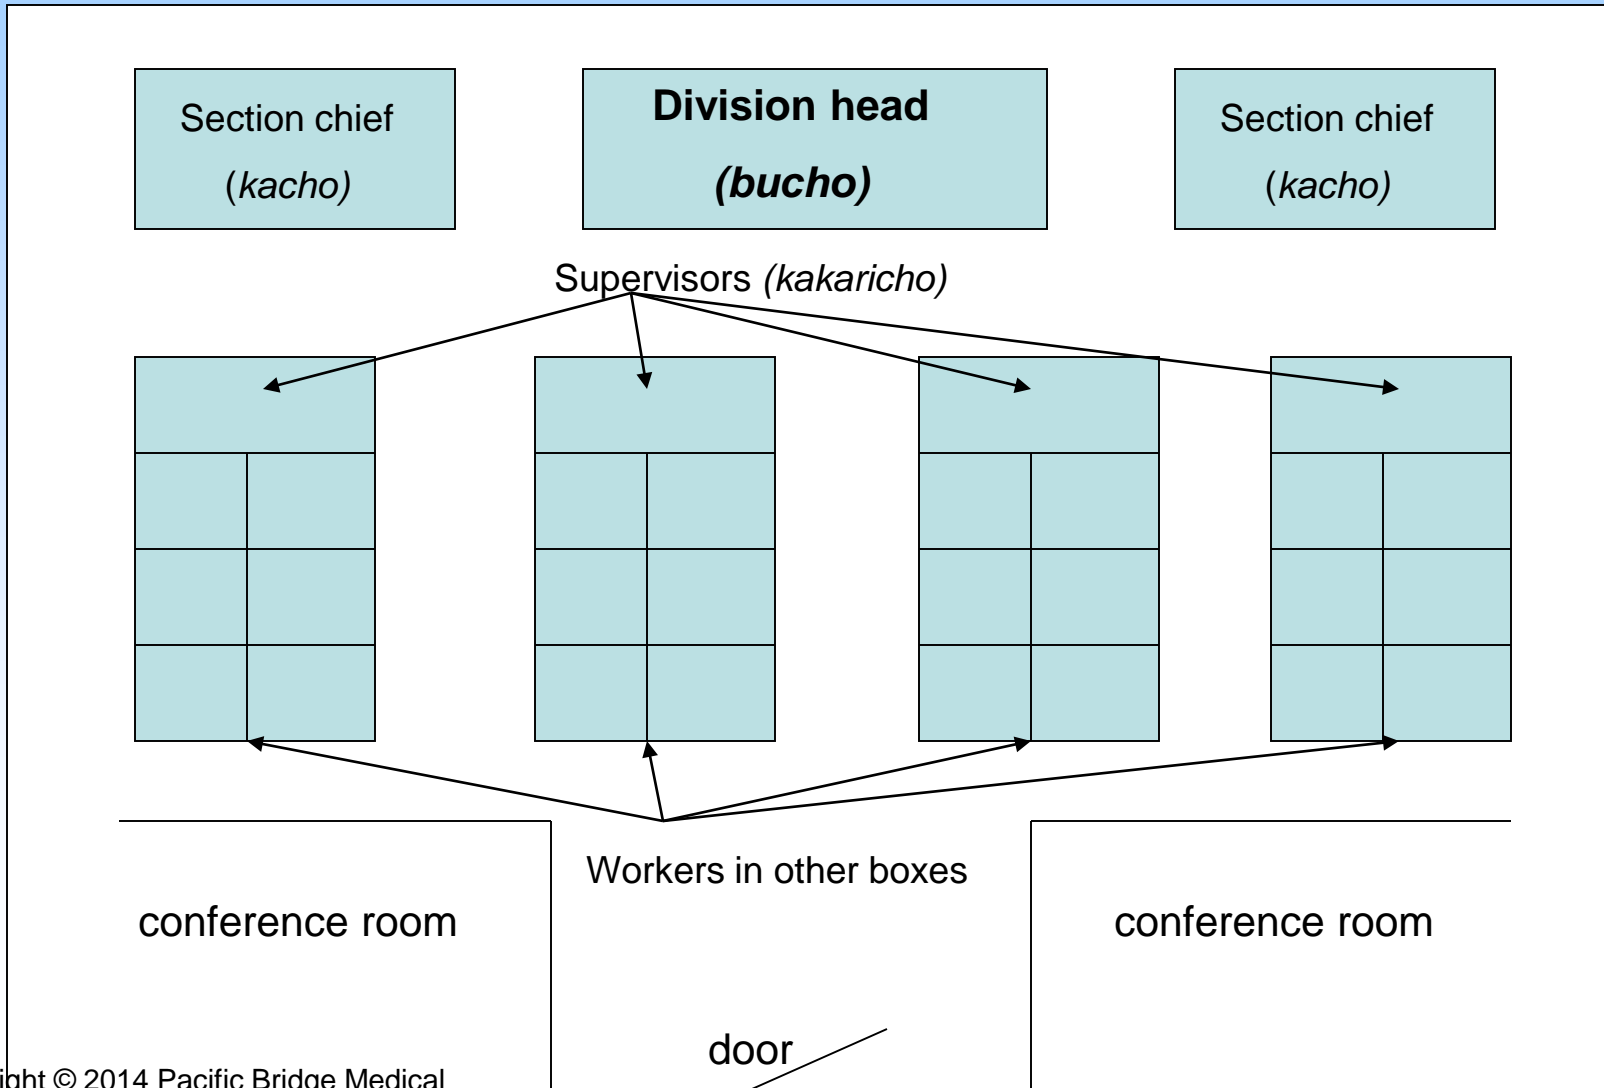 Section chief
(kacho)
Division head
(bucho)
Section chief
(kacho)
Supervisors (kakaricho)
Workers in other boxes
conference room
conference room
door
ight © 2014 Pacific Bridge Medical